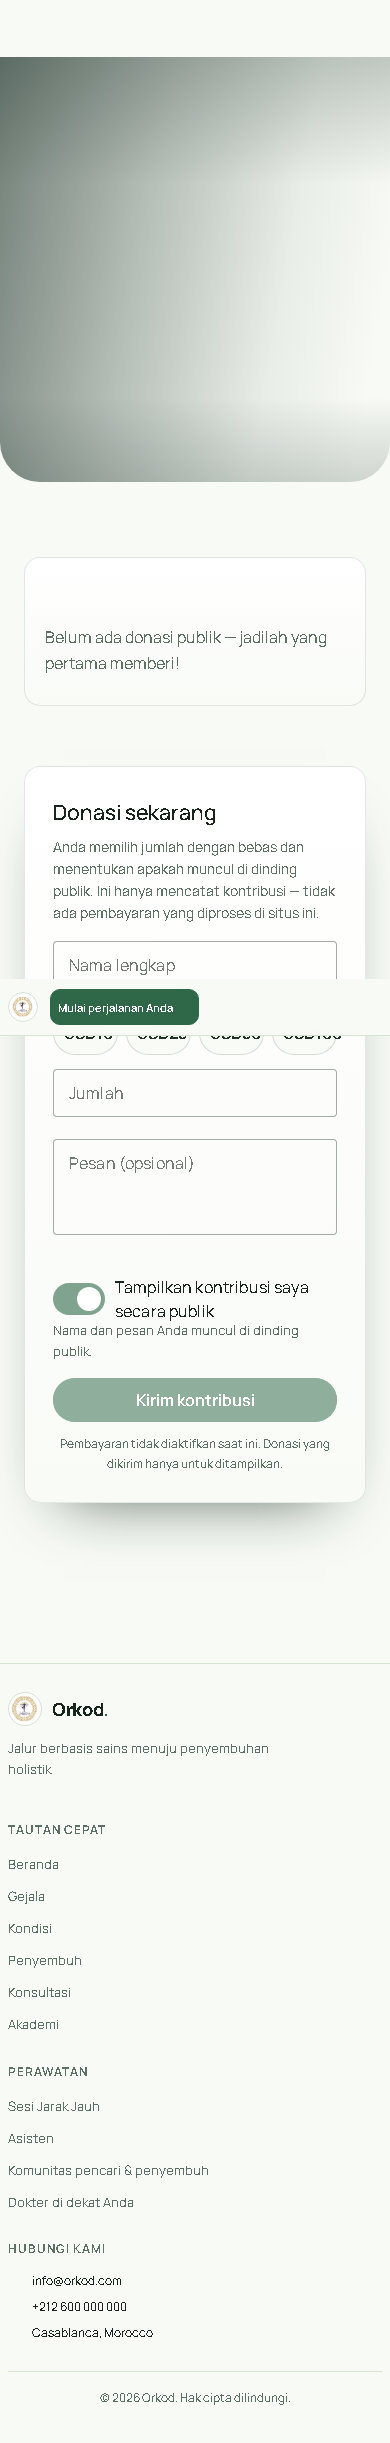 Belum ada donasi publik — jadilah yang
pertama memberi!
Donasi sekarang
Anda memilih jumlah dengan bebas dan
menentukan apakah muncul di dinding
publik. Ini hanya mencatat kontribusi — tidak
ada pembayaran yang diproses di situs ini.
Nama lengkap
Mulai perjalanan Anda
Jumlah
Pesan (opsional)
Tampilkan kontribusi saya
secara publik
Nama dan pesan Anda muncul di dinding
publik.
Kirim kontribusi
Pembayaran tidak diaktifkan saat ini. Donasi yang
dikirim hanya untuk ditampilkan.
Orkod.
Jalur berbasis sains menuju penyembuhan
holistik.
TAUTAN CEPAT
Beranda
Gejala
Kondisi
Penyembuh
Konsultasi
Akademi
PERAWATAN
Sesi Jarak Jauh
Asisten
Komunitas pencari & penyembuh
Dokter di dekat Anda
HUBUNGI KAMI
info@orkod.com
+212 600 000 000
Casablanca, Morocco
© 2026 Orkod. Hak cipta dilindungi.